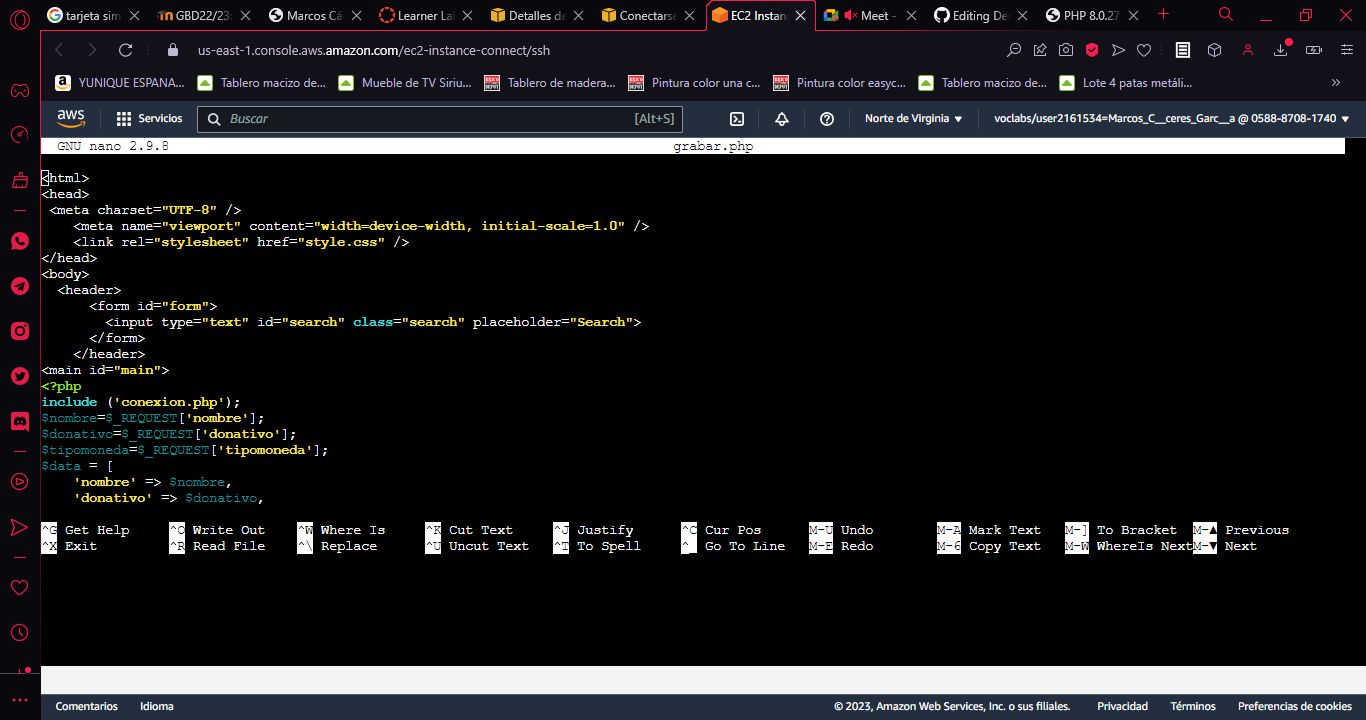 tarjeta sim
GBD22/23:
Marcos Cá
Learner La
Detalles de
Conectarse
EC2 Instan
Meet -
Editing De
PHP 8.0.27
us-east-1.console.aws.amazon.com/ec2-instance-connect/ssh
YUNIQUE ESPANA...
Tablero macizo de...
Mueble de TV Siriu...
Tablero de madera...
Pintura color una c...
Pintura color easyc...
Tablero macizo de...
Lote 4 patas metáli...
»
aws
Servicios
Buscar
[Alt+S]
Norte de Virginia
voclabs/user2161534=Marcos_C__ceres_Garc__a @ 0588-8708-1740
GNU nano 2.9.8 grabar.php
<html>
<head>
<meta charset="UTF-8" />
<meta name="viewport" content="width=device-width, initial-scale=1.0" />
<link rel="stylesheet" href="style.css" />
</head>
<body>
<header>
<form id="form">
<input type="text" id="search" class="search" placeholder="Search">
</form>
</header>
<main id="main">
<?php
include ('conexion.php');
$nombre=$_REQUEST['nombre'];
$donativo=$_REQUEST['donativo'];
$tipomoneda=$_REQUEST['tipomoneda'];
$data = [
'nombre' => $nombre,
'donativo' => $donativo,
^G Get Help ^O Write Out ^W Where Is ^K Cut Text ^J Justify ^C Cur Pos M-U Undo M-A Mark Text M-] To Bracket M-▲ Previous
^X Exit ^R Read File ^\ Replace ^U Uncut Text ^T To Spell ^_ Go To Line M-E Redo M-6 Copy Text M-W WhereIs Next M-▼ Next
Comentarios Idioma © 2023, Amazon Web Services, Inc. o sus filiales. Privacidad Términos Preferencias de cookies